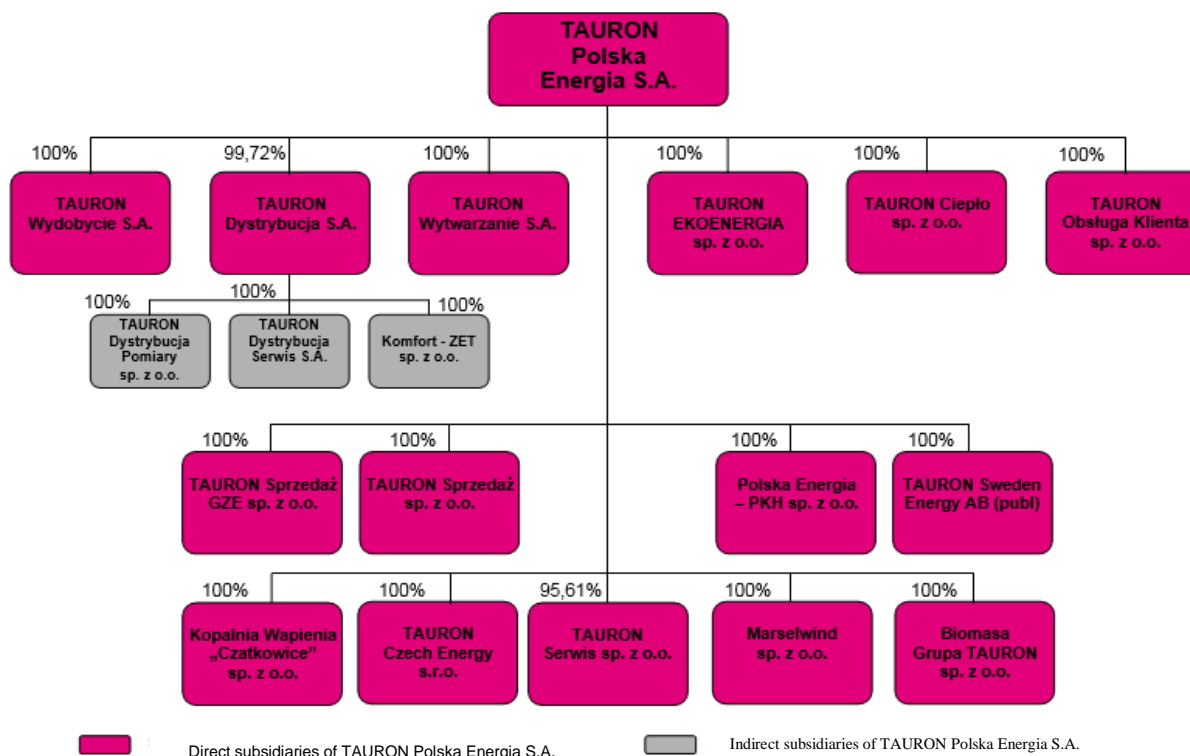 TAURON
Polska
Energia S.A.
100%
99,72%
100%
100%
100%
100%
TAURON
Wydobycie S.A.
TAURON
Dystrybucja S.A.
TAURON
Wytwarzanie S.A.
TAURON
EKOENERGIA
sp. z o.o.
TAURON Ciepło
sp. z o.o.
TAURON
Obsługa Klienta
sp. z o.o.
100%
100%
100%
TAURON
Dystrybucja
Pomiary
sp. z o.o.
TAURON
Dystrybucja
Serwis S.A.
Komfort - ZET
sp. z o.o.
100%
100%
100%
100%
TAURON Sprzedaż
GZE sp. z o.o.
TAURON Sprzedaż
sp. z o.o.
Polska Energia
– PKH sp. z o.o.
TAURON Sweden
Energy AB (publ)
100%
100%
95,61%
100%
100%
Kopalnia Wapienia
„Czatkowice”
sp. z o.o.
TAURON
Czech Energy
s.r.o.
TAURON
Serwis sp. z o.o.
Marselwind
sp. z o.o.
Biomasa
Grupa TAURON
sp. z o.o.
Direct subsidiaries of TAURON Polska Energia S.A.
Indirect subsidiaries of TAURON Polska Energia S.A.